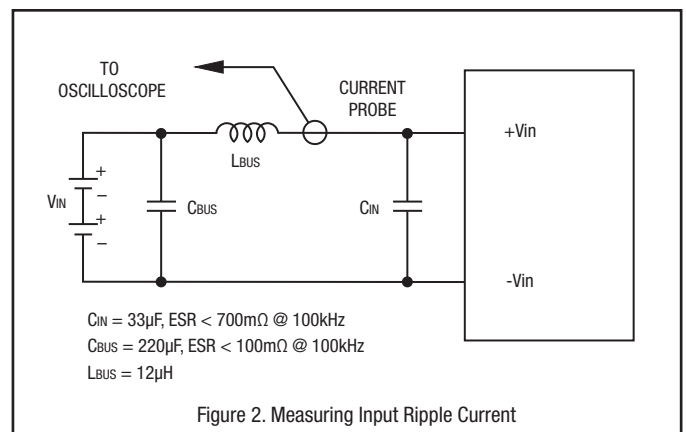 TO
OSCILLOSCOPE
CURRENT
PROBE
+Vin
LBUS
VIN
+
–
+
–
CBUS
CIN
-Vin
CIN = 33µF, ESR < 700mΩ @ 100kHz
CBUS = 220µF, ESR < 100mΩ @ 100kHz
LBUS = 12µH
Figure 2. Measuring Input Ripple Current